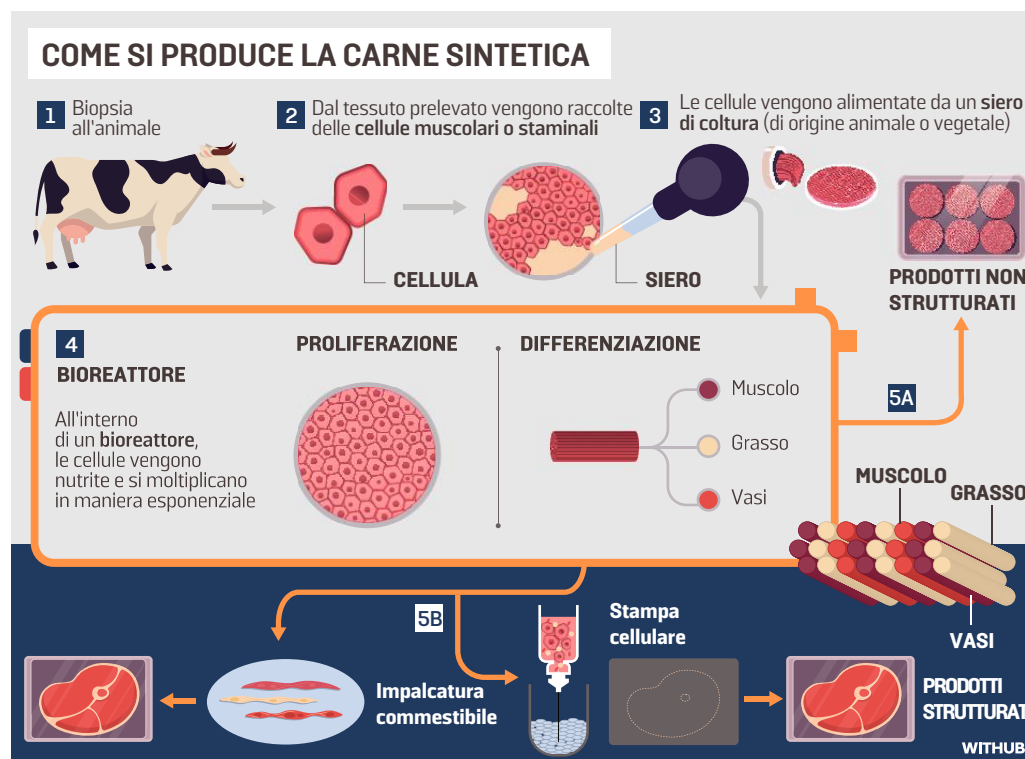 COME SI PRODUCE LA CARNE SINTETICA
1
Biopsia
all'animale
2
Dal tessuto prelevato vengono raccolte
delle cellule muscolari o staminali
3
Le cellule vengono alimentate da un siero
di coltura (di origine animale o vegetale)
CELLULA
SIERO
PRODOTTI NON
STRUTTURATI
4
BIOREATTORE
All'interno
di un bioreattore,
le cellule vengono
nutrite e si moltiplicano
in maniera esponenziale
PROLIFERAZIONE
DIFFERENZIAZIONE
Muscolo
Grasso
Vasi
5A
MUSCOLO
GRASSO
VASI
5B
Impalcatura
commestibile
Stampa
cellulare
PRODOTTI
STRUTTURAT
WITHUB